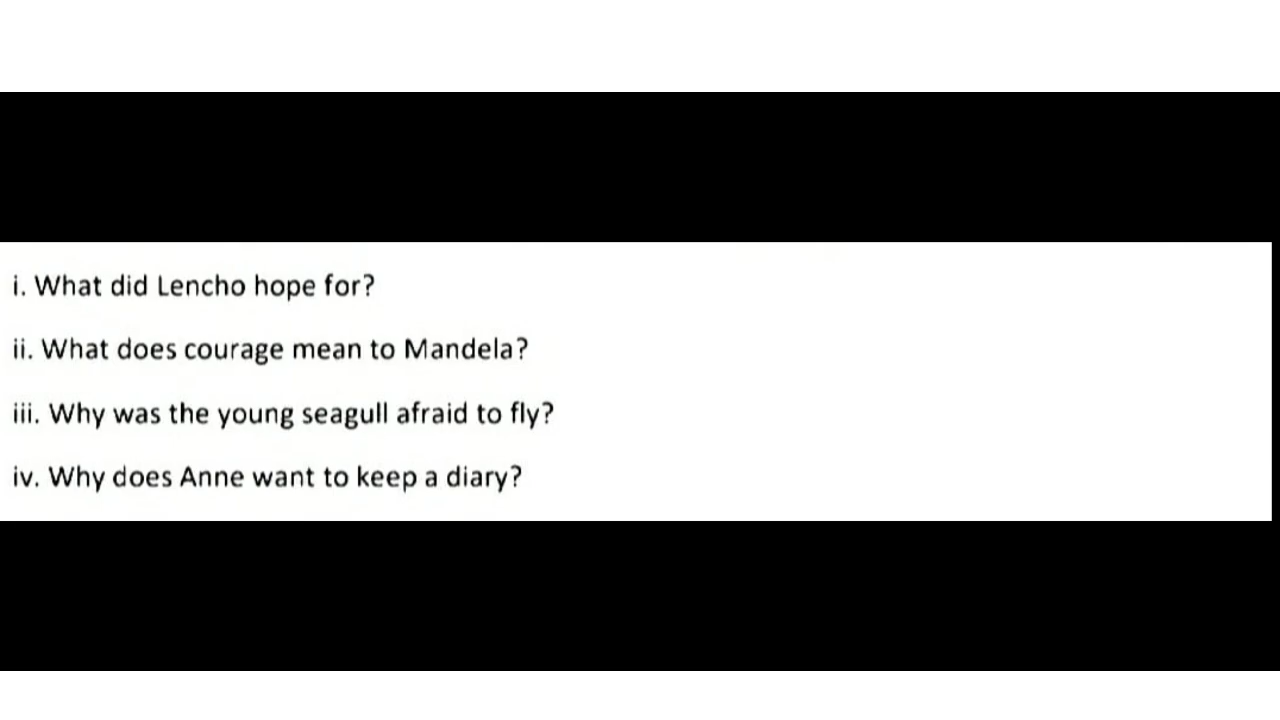 i. What did Lencho hope for?
ii. What does courage mean to Mandela?
iii. Why was the young seagull afraid to fly?
iv. Why does Anne want to keep a diary?